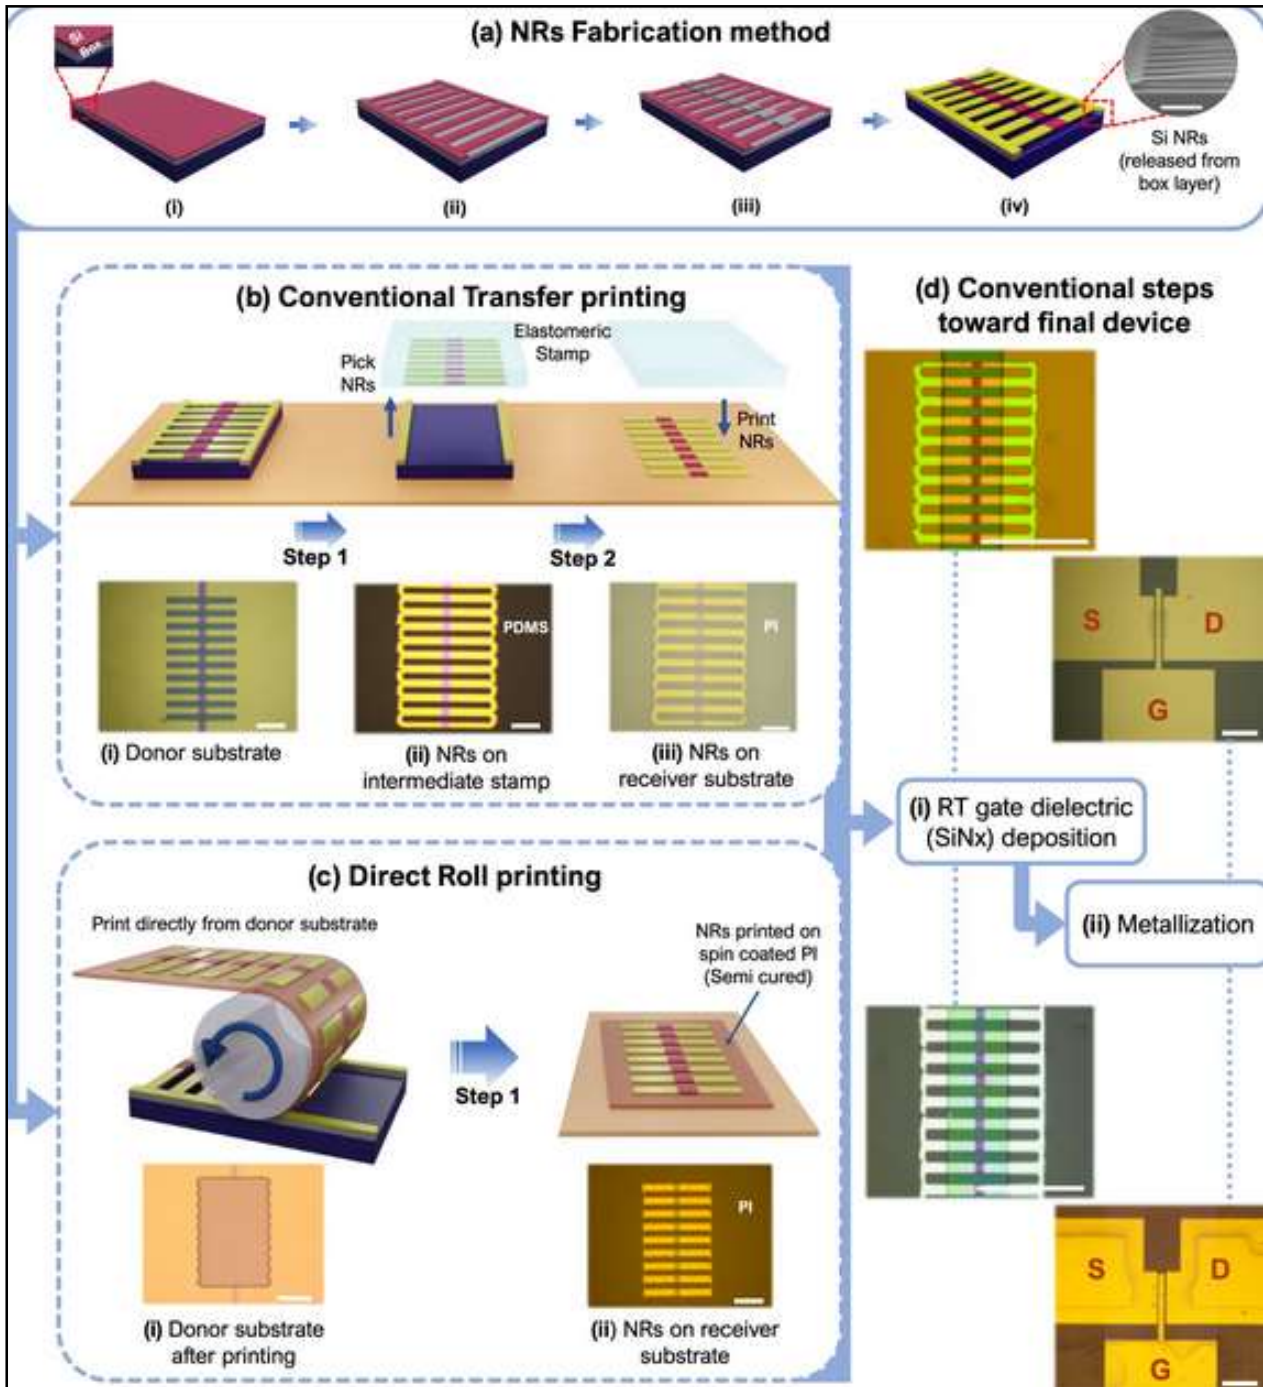 (a) NRs Fabrication method
Si
Box
Si NRs
(released from
box layer)
(i)
(ii)
(iii)
(iv)
(b) Conventional Transfer printing
Pick
NRs
Elastomeric
Stamp
Print
NRs
Step 1
Step 2
PDMS
PI
(i) Donor substrate
(ii) NRs on
intermediate stamp
(iii) NRs on
receiver substrate
(c) Direct Roll printing
Print directly from donor substrate
NRs printed on
spin coated PI
(Semi cured)
Step 1
PI
(i) Donor substrate
after printing
(ii) NRs on receiver
substrate
(d) Conventional steps
toward final device
S
D
G
(i) RT gate dielectric
(SiNx) deposition
(ii) Metallization
S
D
G